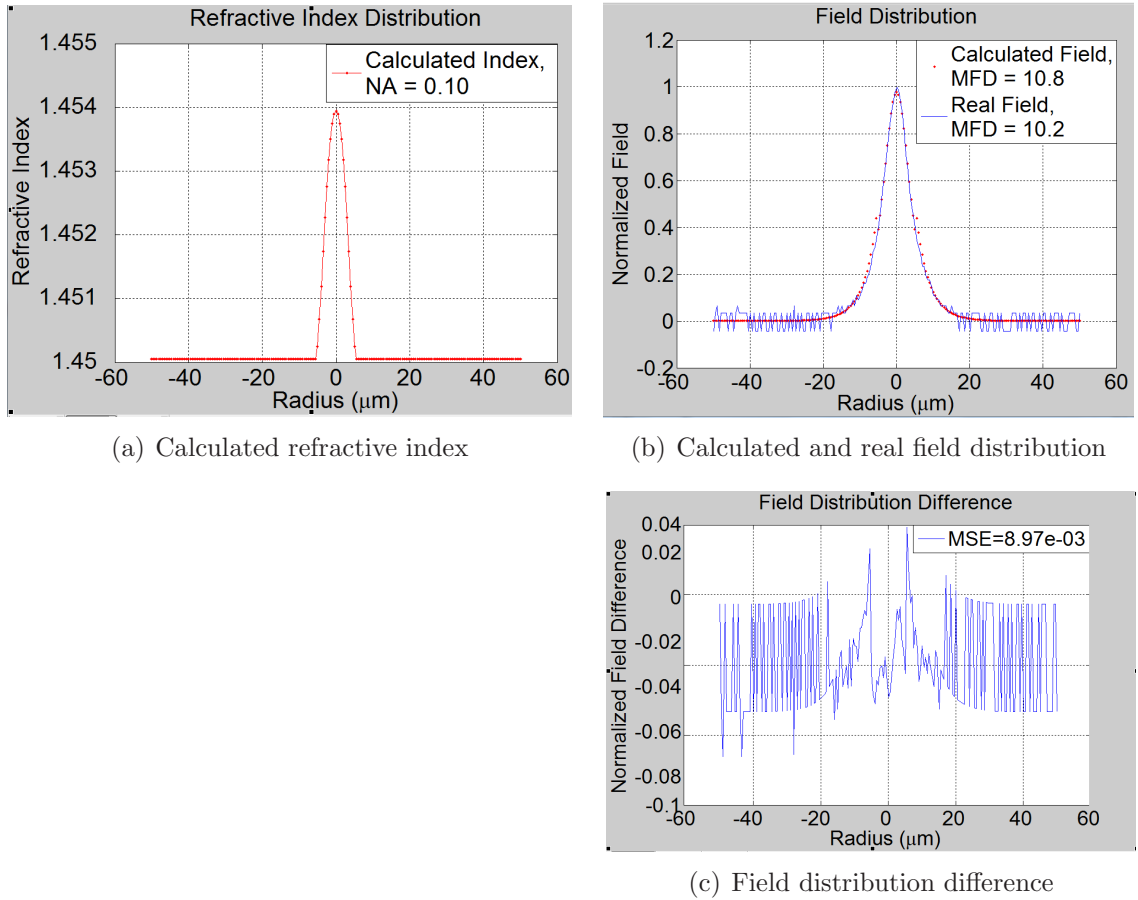 Refractive Index Distribution
1.455
1.454
1.453
1.452
1.451
1.45
-60
-40
-20
0
20
40
60
Refractive Index
Radius (μm)
Calculated Index,
NA = 0.10
(a) Calculated refractive index
Field Distribution
1.2
1
0.8
0.6
0.4
0.2
0
-0.2
-60
-40
-20
0
20
40
60
Normalized Field
Radius (μm)
Calculated Field,
MFD = 10.8
Real Field,
MFD = 10.2
(b) Calculated and real field distribution
Field Distribution Difference
0.04
0.02
0
-0.02
-0.04
-0.06
-0.08
-0.1
-60
-40
-20
0
20
40
60
Normalized Field Difference
Radius (μm)
MSE=8.97e-03
(c) Field distribution difference